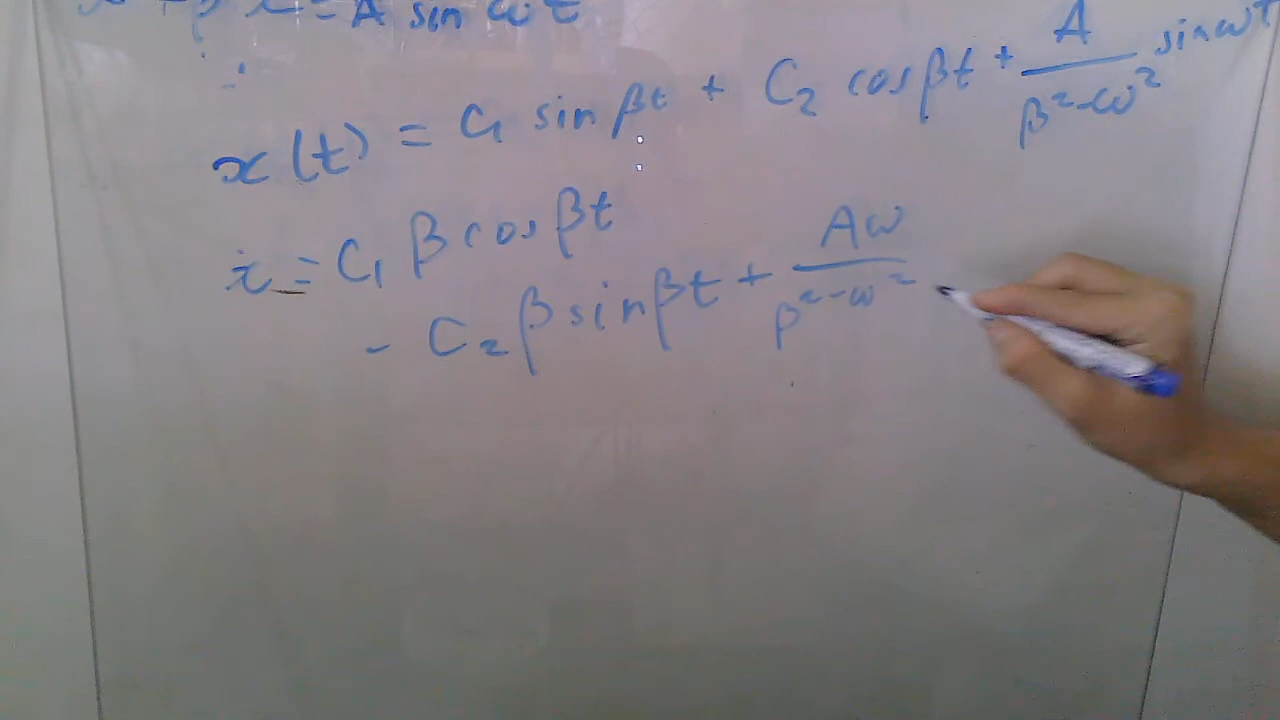 = A sin ωt
x(t) = C₁ sin βt + C₂ cos βt + A/(β²-ω²) sin ωt
ẋ = C₁ β cos βt
- C₂ β sin βt + Aω/(β²-ω²)